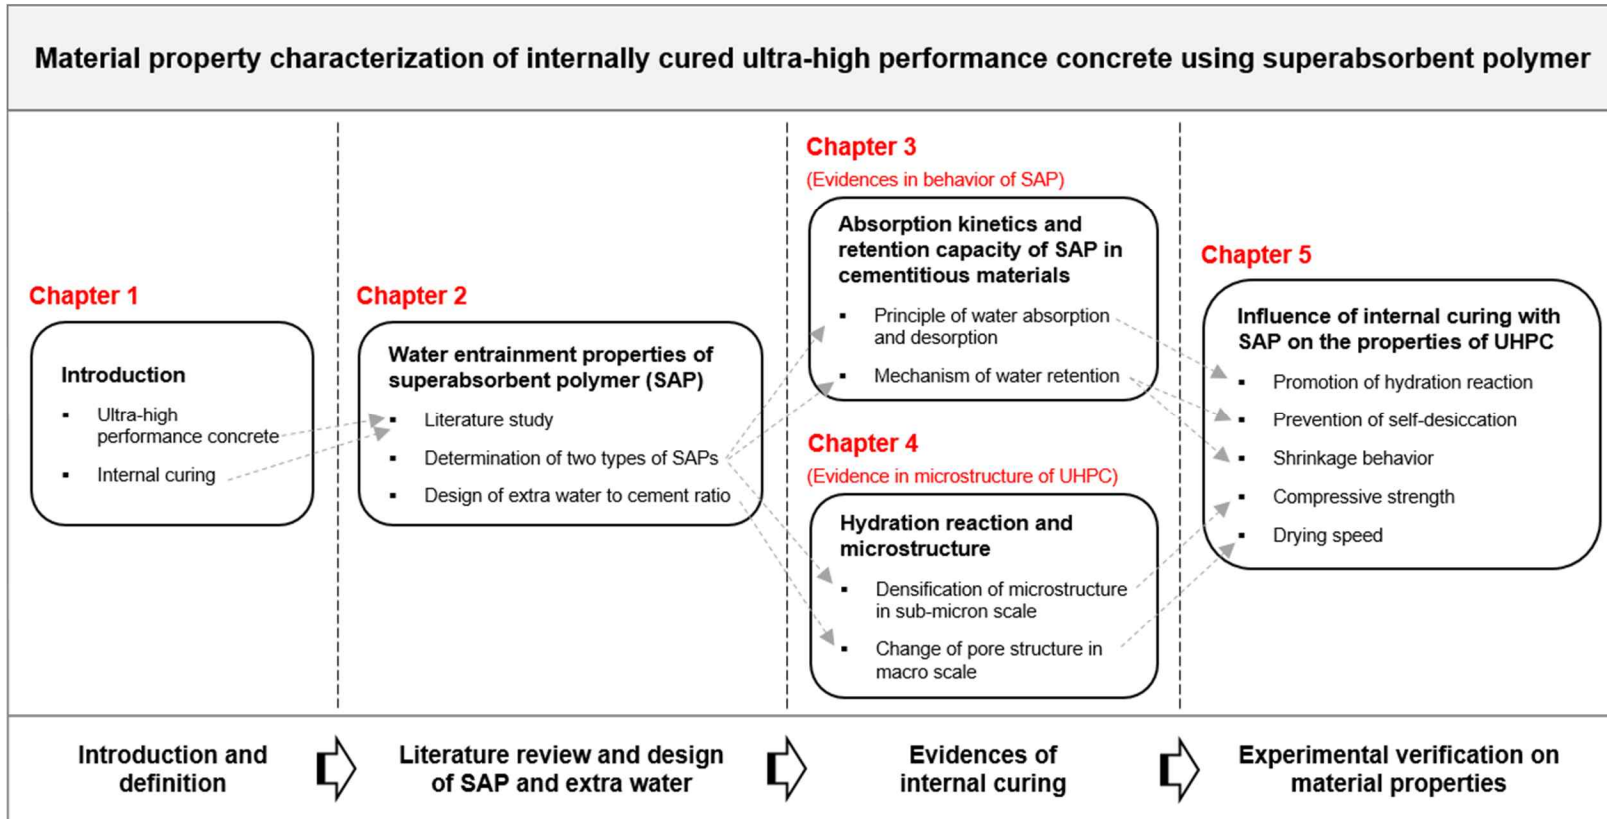 Material property characterization of internally cured ultra-high performance concrete using superabsorbent polymer
Chapter 1
Introduction
▪ Ultra-high
performance concrete
▪ Internal curing
Chapter 2
Water entrainment properties of
superabsorbent polymer (SAP)
▪ Literature study
▪ Determination of two types of SAPs
▪ Design of extra water to cement ratio
Chapter 3
(Evidences in behavior of SAP)
Absorption kinetics and
retention capacity of SAP in
cementitious materials
▪ Principle of water absorption
and desorption
▪ Mechanism of water retention
Chapter 4
(Evidence in microstructure of UHPC)
Hydration reaction and
microstructure
▪ Densification of microstructure
in sub-micron scale
▪ Change of pore structure in
macro scale
Chapter 5
Influence of internal curing with
SAP on the properties of UHPC
▪ Promotion of hydration reaction
▪ Prevention of self-desiccation
▪ Shrinkage behavior
▪ Compressive strength
▪ Drying speed
Introduction and
definition
Literature review and design
of SAP and extra water
Evidences of
internal curing
Experimental verification on
material properties